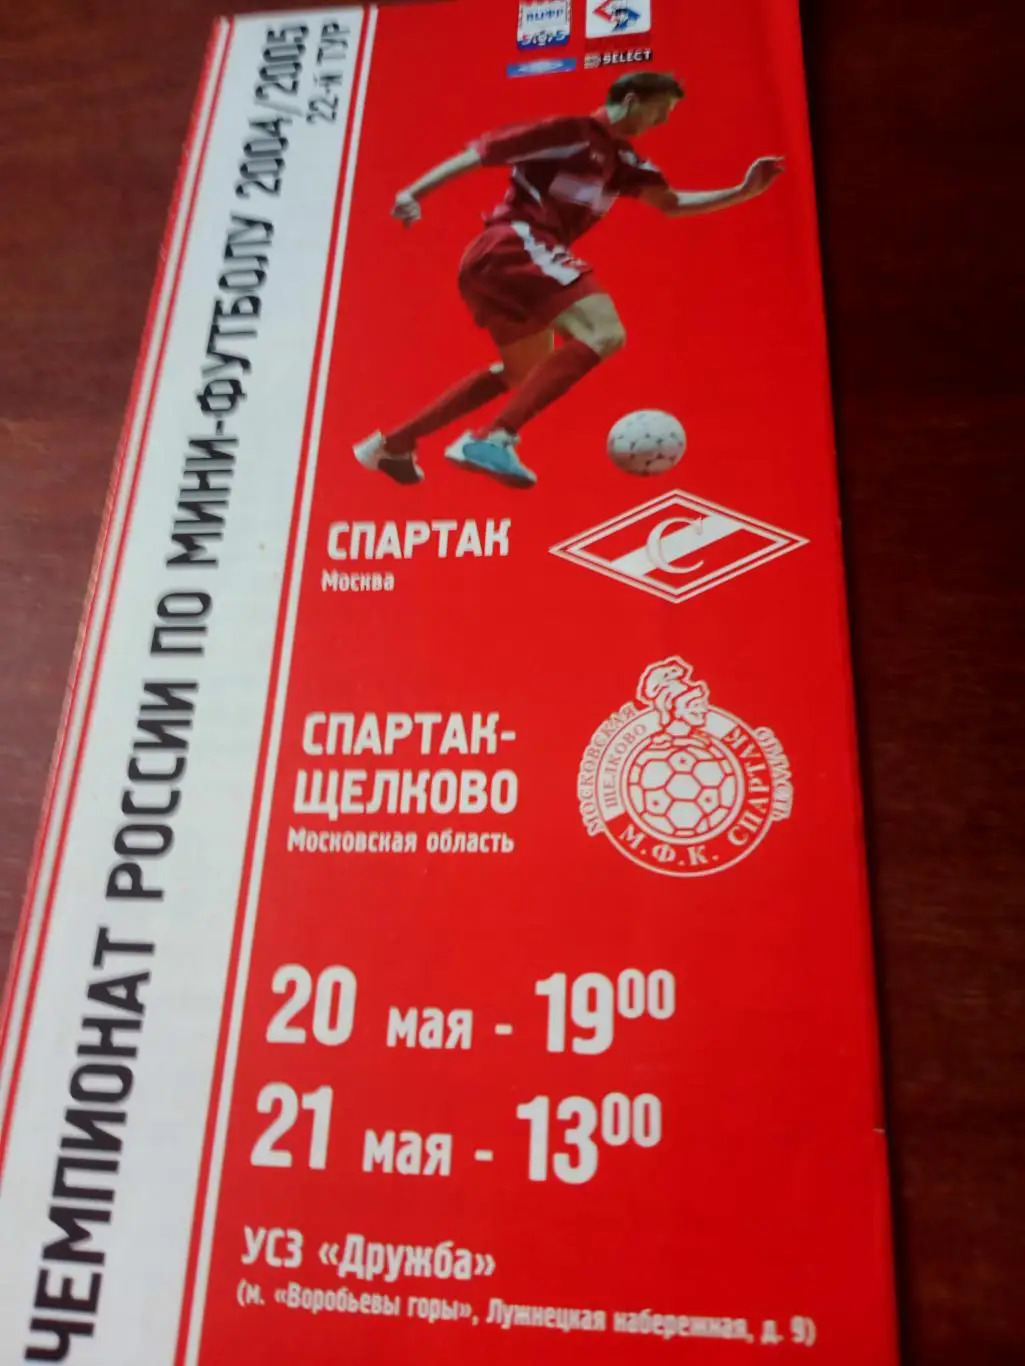 ЧЕМПИОНАТ РОССИИ ПО МИНИ-ФУТБОЛУ 2004/2005
22-й ТУР
SELECT
СПАРТАК
Москва
С
СПАРТАК-
ЩЕЛКОВО
Московская область
МОСКОВСКАЯ ОБЛАСТЬ
ЩЕЛКОВО
М.Ф.К. СПАРТАК
20 мая - 19⁰⁰
21 мая - 13⁰⁰
УСЗ «Дружба»
(м. «Воробьевы горы», Лужнецкая набережная, д. 9)